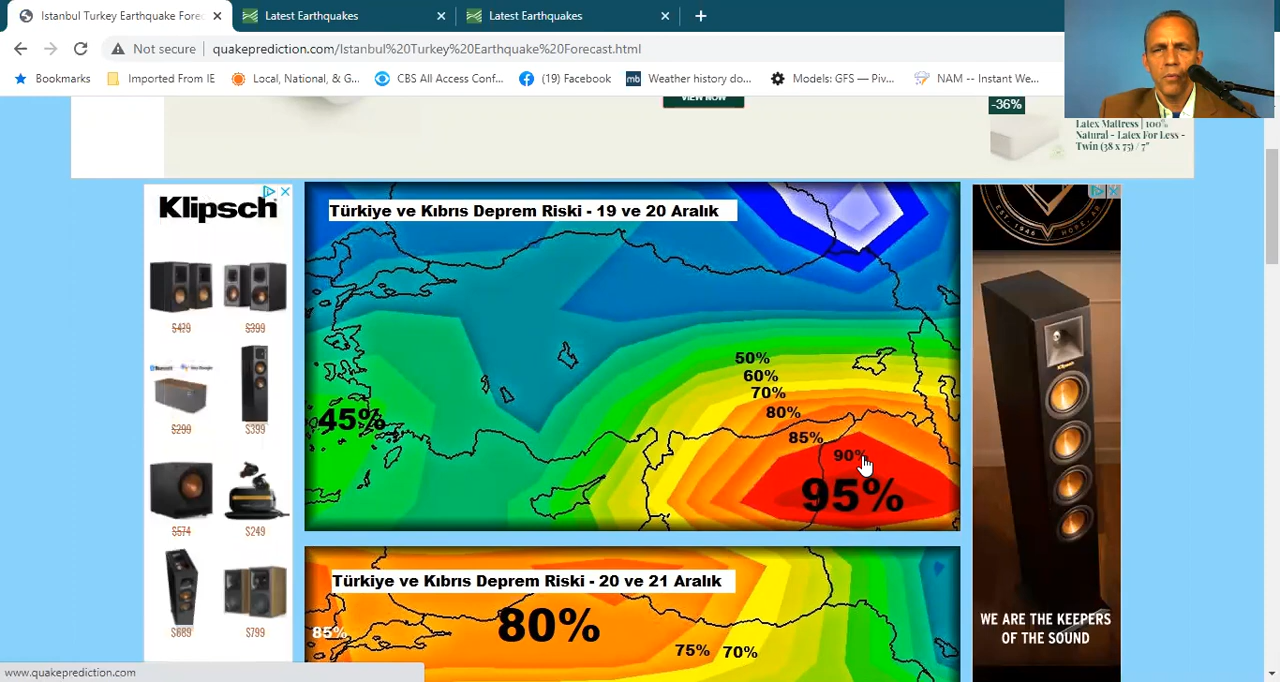 Istanbul Turkey Earthquake Forec
Latest Earthquakes
Latest Earthquakes
Not secure
quakeprediction.com/Istanbul%20Turkey%20Earthquake%20Forecast.html
Bookmarks
Imported From IE
Local, National, & G...
CBS All Access Conf...
(19) Facebook
mb
Weather history do...
Models: GFS — Piv...
NAM -- Instant We...
VIEW NOW
-36%
Latex Mattress | 100%
Natural - Latex For Less -
Twin (38 x 75) / 7"
Klipsch
$429
$399
$299
$399
$574
$249
$689
$799
Türkiye ve Kıbrıs Deprem Riski - 19 ve 20 Aralık
50%
60%
70%
80%
85%
90%
95%
45%
Türkiye ve Kıbrıs Deprem Riski - 20 ve 21 Aralık
80%
85%
75%
70%
WE ARE THE KEEPERS
OF THE SOUND
www.quakeprediction.com